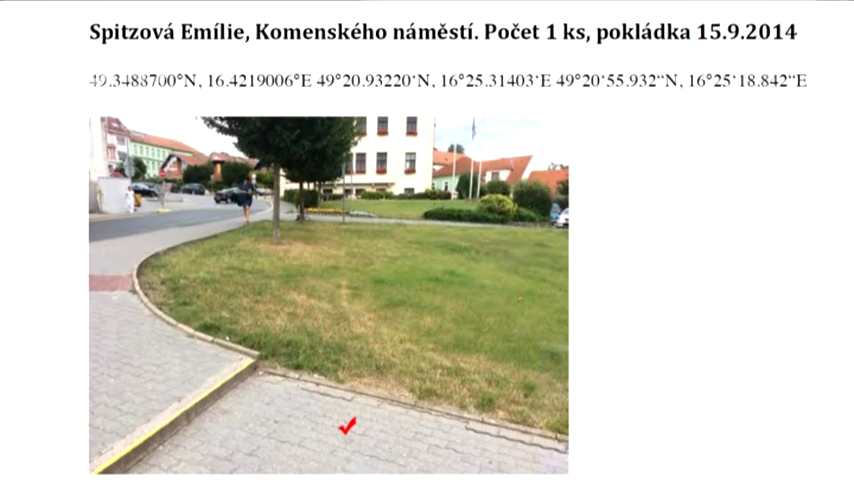 Spitzová Emílie, Komenského náměstí. Počet 1 ks, pokládka 15.9.2014
49.3488700°N, 16.4219006°E 49°20.93220'N, 16°25.31403'E 49°20'55.932"N, 16°25'18.842"E